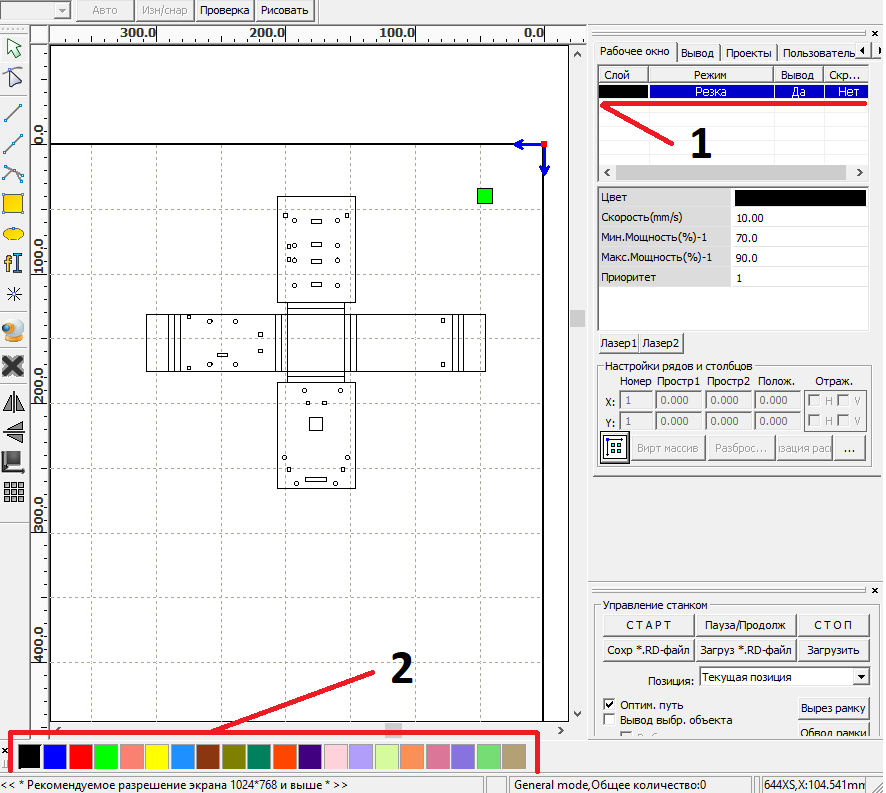 Авто Изн/снар Проверка Рисовать
300.0 200.0 100.0 0.0
0.0
100.0
200.0
300.0
400.0
Рабочее окно Вывод Проекты Пользователь
Слой Режим Вывод Скр...
Резка Да Нет
1
Цвет
Скорость(mm/s) 10.00
Мин.Мощность(%)-1 70.0
Макс.Мощность(%)-1 90.0
Приоритет 1
Лазер1 Лазер2
Настройки рядов и столбцов
Номер Простр1 Простр2 Полож. Отраж.
X: 1 0.000 0.000 0.000 H V
Y: 1 0.000 0.000 0.000 H V
Вирт массив Разброс... изация рас ...
Управление станком
СТАРТ Пауза/Продолж СТОП
Сохр *.RD-файл Загруз *.RD-файл Загрузить
Позиция: Текущая позиция
Оптим. путь
Вывод выбр. объекта
Вырез рамку
Обвод рамки
2
<< * Рекомендуемое разрешение экрана 1024*768 и выше * >> General mode,Общее количество:0 644XS,X:104.541mm